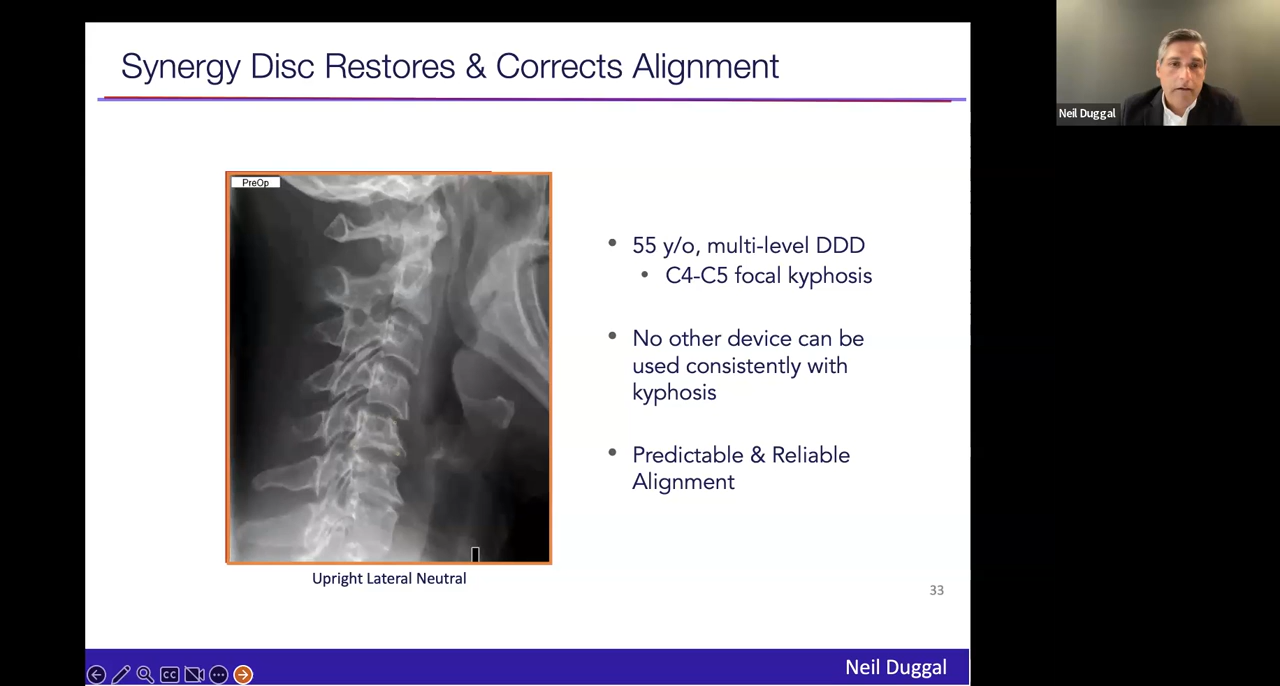 Synergy Disc Restores & Corrects Alignment
Neil Duggal
PreOp
• 55 y/o, multi-level DDD
• C4-C5 focal kyphosis
• No other device can be
used consistently with
kyphosis
• Predictable & Reliable
Alignment
Upright Lateral Neutral
33
CC
Neil Duggal